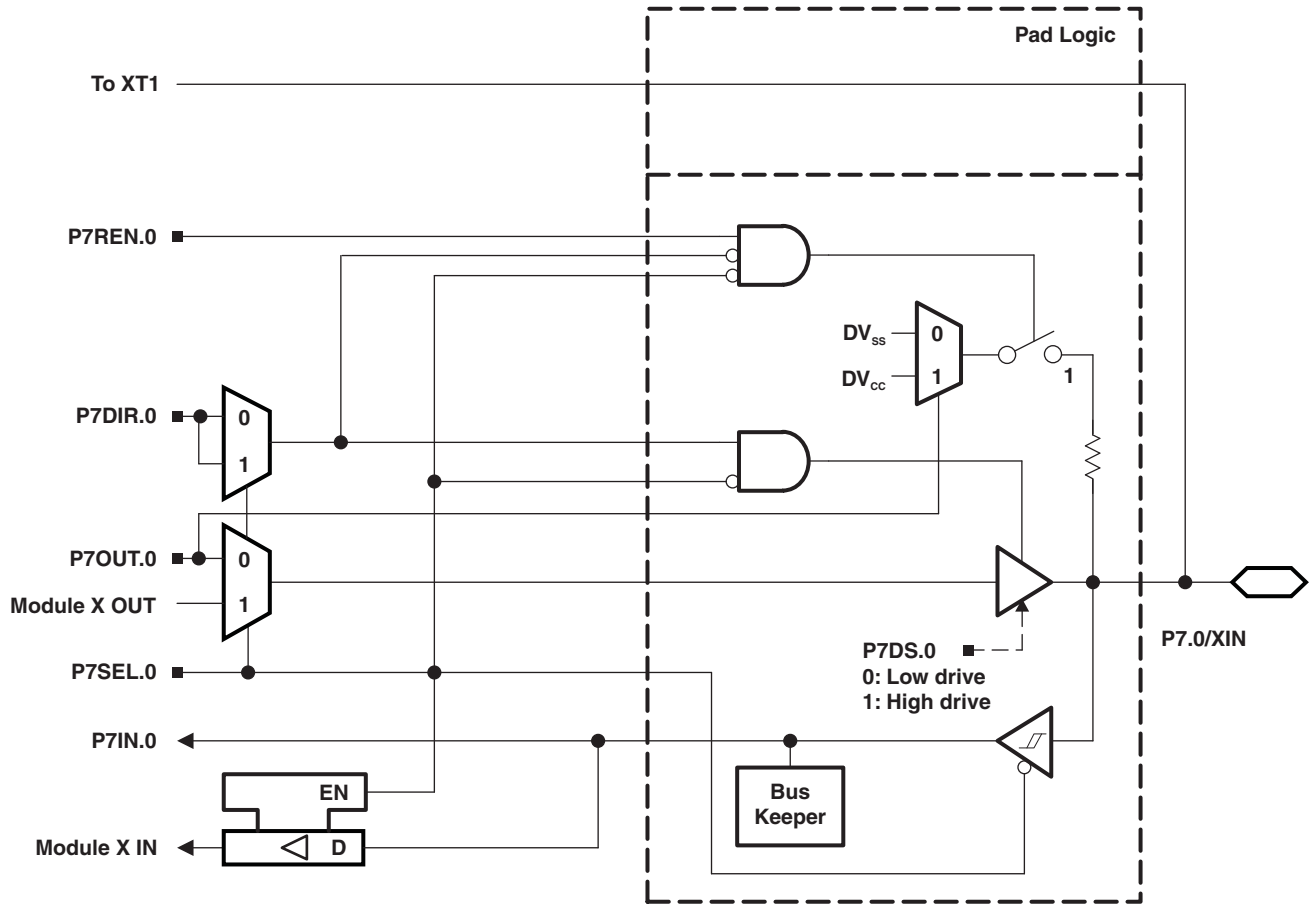 Pad Logic
To XT1
P7REN.0
DVSS
0
DVCC
1
1
P7DIR.0
0
1
P7OUT.0
0
Module X OUT
1
P7.0/XIN
P7DS.0
0: Low drive
1: High drive
P7SEL.0
P7IN.0
EN
Bus
Keeper
Module X IN
D